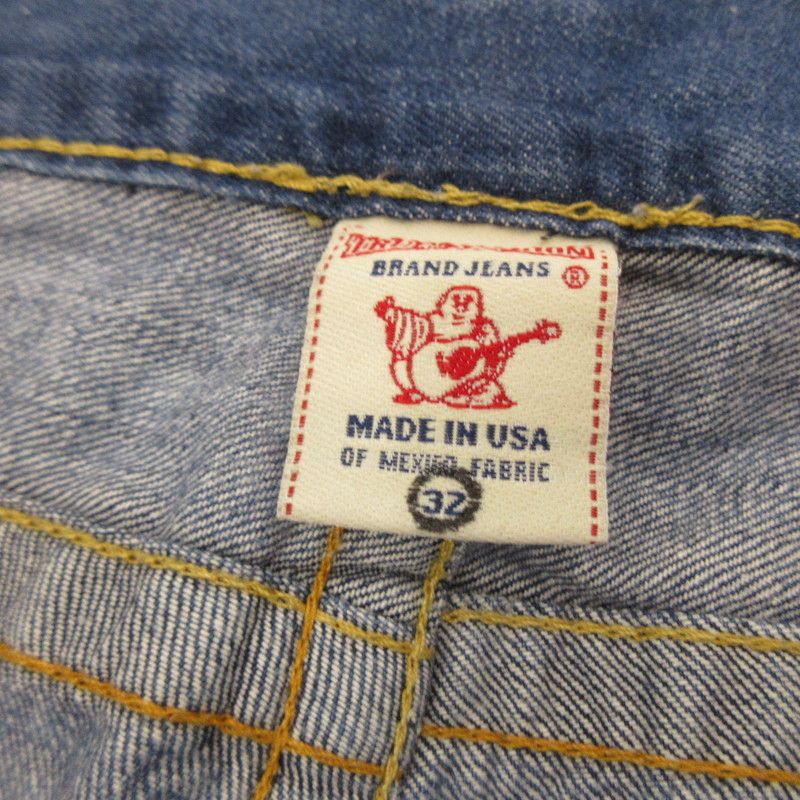 BRAND JEANS ®
MADE IN USA
OF MEXICO FABRIC
32